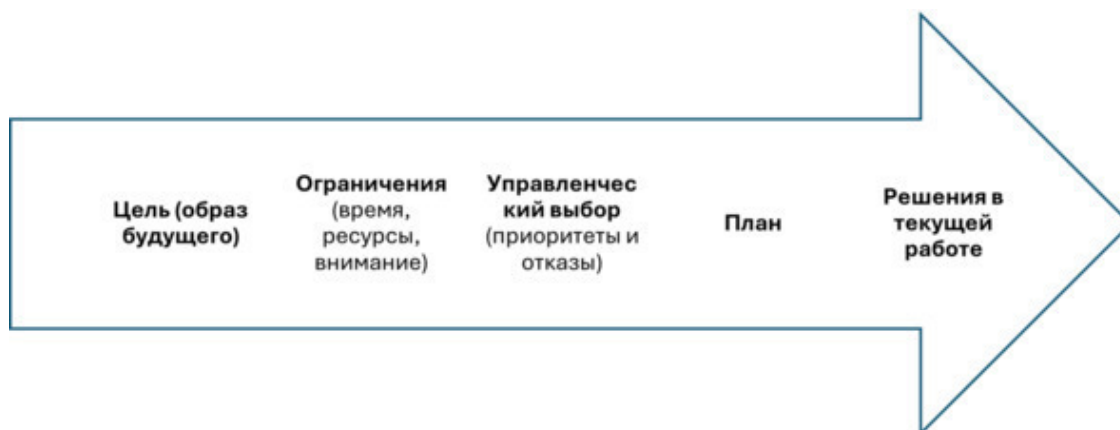 Цель (образ
будущего)
Ограничения
(время,
ресурсы,
внимание)
Управленчес
кий выбор
(приоритеты и
отказы)
План
Решения в
текущей
работе